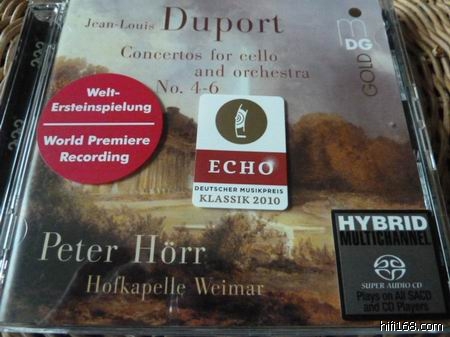 Jean-Louis Duport
Concertos for cello
and orchestra
No. 4-6
MDG
GOLD
Welt-
Ersteinspielung
World Premiere
Recording
ECHO
DEUTSCHER MUSIKPREIS
KLASSIK 2010
Peter Hörr
Hofkapelle Weimar
HYBRID
MULTICHANNEL
SUPER AUDIO CD
Plays on All SACD
and CD Players
hifi168.com